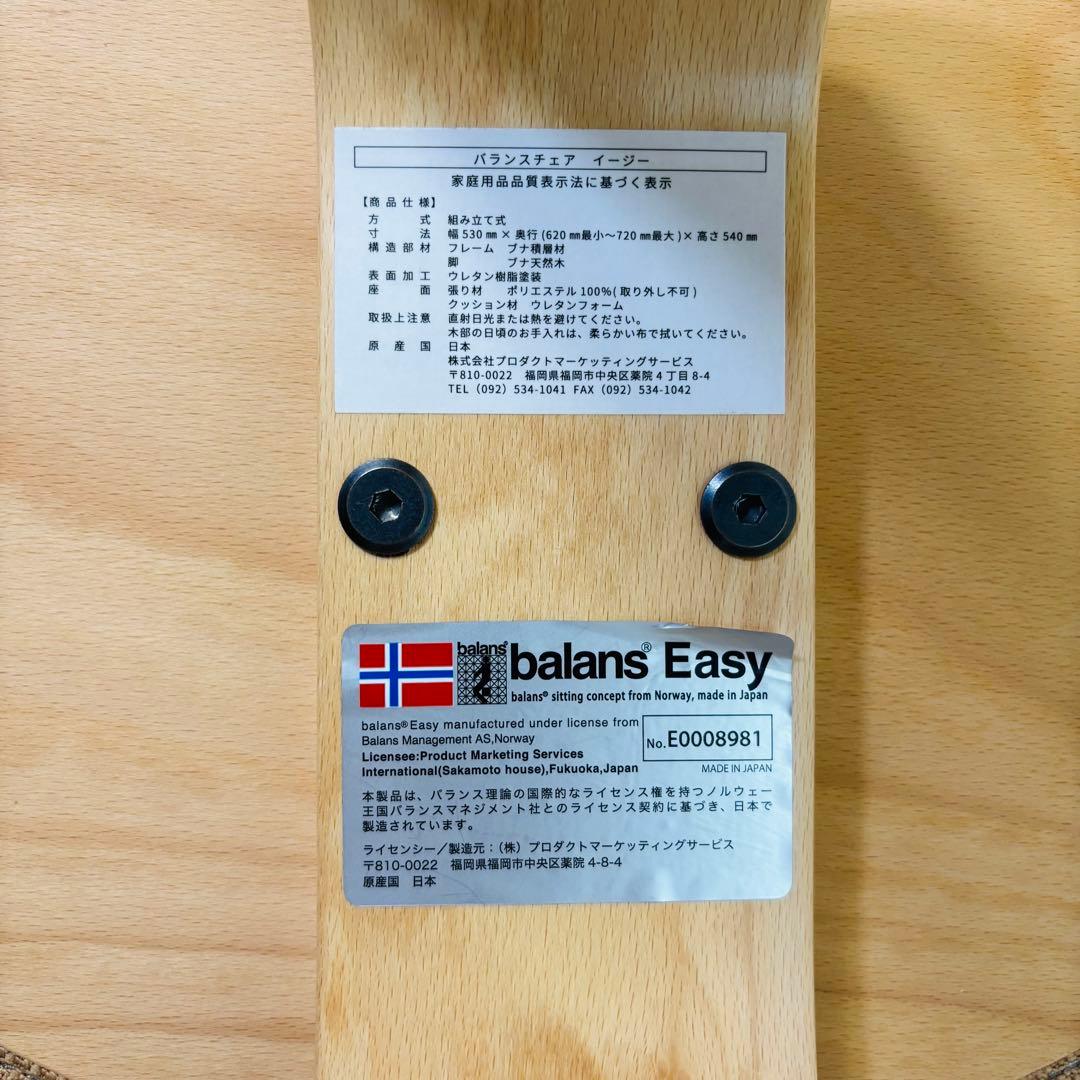 バランスチェア イージー
家庭用品品質表示法に基づく表示
【商品仕様】
方式 組み立て式
寸法 幅530㎜×奥行(620㎜最小～720㎜最大)×高さ540㎜
構造部材 フレーム ブナ積層材
脚 ブナ天然木
表面加工 ウレタン樹脂塗装
座面 張り材 ポリエステル100%(取り外し不可)
クッション材 ウレタンフォーム
取扱上注意 直射日光または熱を避けてください。
木部の日頃のお手入れは、柔らかい布で拭いてください。
原産国 日本
株式会社プロダクトマーケッティングサービス
〒810-0022 福岡県福岡市中央区薬院4丁目8-4
TEL（092）534-1041 FAX（092）534-1042
balans®
balans® Easy
balans® sitting concept from Norway, made in Japan
balans®Easy manufactured under license from
Balans Management AS,Norway
Licensee:Product Marketing Services
International(Sakamoto house),Fukuoka,Japan
No.E0008981
MADE IN JAPAN
本製品は、バランス理論の国際的なライセンス権を持つノルウェー
王国バランスマネジメント社とのライセンス契約に基づき、日本で
製造されています。
ライセンシー／製造元：（株）プロダクトマーケッティングサービス
〒810-0022 福岡県福岡市中央区薬院4-8-4
原産国 日本